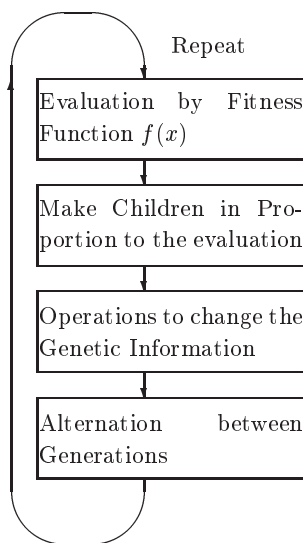 Repeat
Evaluation by Fitness
Function f(x)
Make Children in Pro-
portion to the evaluation
Operations to change the
Genetic Information
Alternation between
Generations